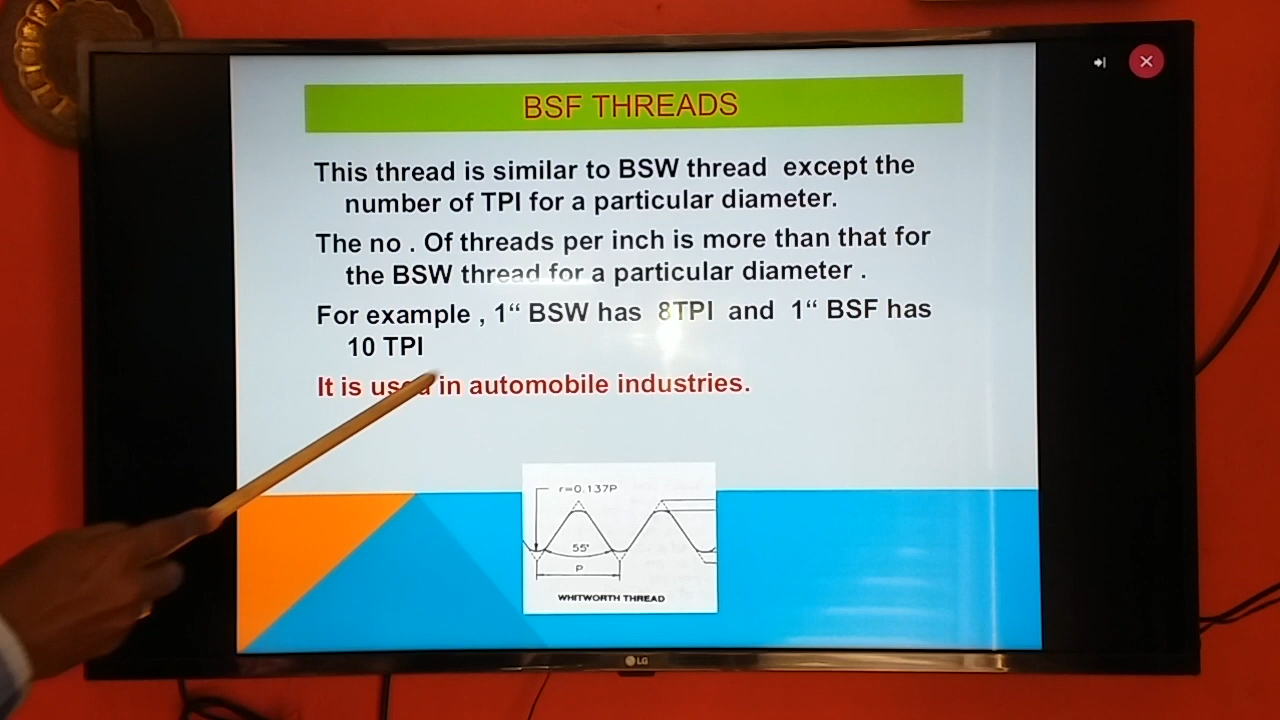 BSF THREADS
This thread is similar to BSW thread except the
number of TPI for a particular diameter.
The no . Of threads per inch is more than that for
the BSW thread for a particular diameter .
For example , 1“ BSW has 8TPI and 1“ BSF has
10 TPI
It is used in automobile industries.
r=0.137P
55°
P
WHITWORTH THREAD
LG